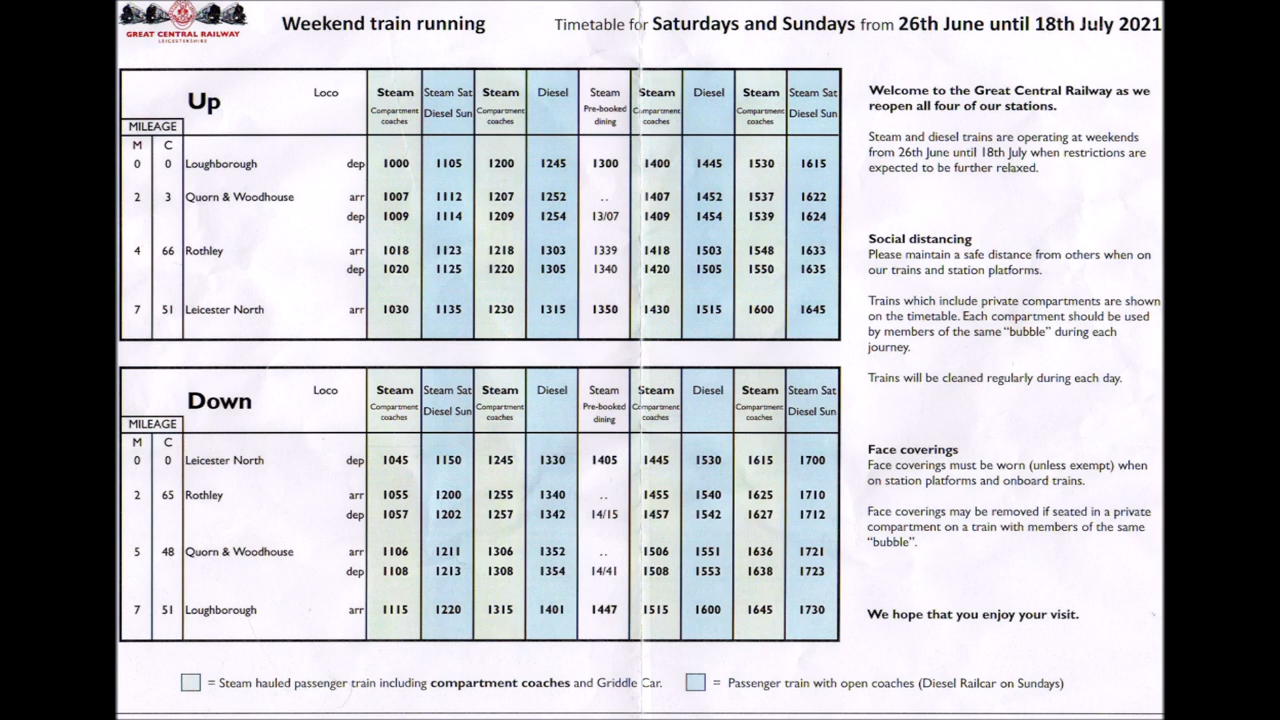 GREAT CENTRAL RAILWAY
LEICESTERSHIRE
Weekend train running
Timetable for Saturdays and Sundays from 26th June until 18th July 2021
Up Loco Steam Compartment coaches Steam Sat Diesel Sun Steam Compartment coaches Diesel Steam Pre-booked dining Steam Compartment coaches Diesel Steam Compartment coaches Steam Sat Diesel Sun
MILEAGE
M C
0 0 Loughborough dep 1000 1105 1200 1245 1300 1400 1445 1530 1615
2 3 Quorn & Woodhouse arr 1007 1112 1207 1252 .. 1407 1452 1537 1622
dep 1009 1114 1209 1254 13/07 1409 1454 1539 1624
4 66 Rothley arr 1018 1123 1218 1303 1339 1418 1503 1548 1633
dep 1020 1125 1220 1305 1340 1420 1505 1550 1635
7 51 Leicester North arr 1030 1135 1230 1315 1350 1430 1515 1600 1645
Down Loco Steam Compartment coaches Steam Sat Diesel Sun Steam Compartment coaches Diesel Steam Pre-booked dining Steam Compartment coaches Diesel Steam Compartment coaches Steam Sat Diesel Sun
MILEAGE
M C
0 0 Leicester North dep 1045 1150 1245 1330 1405 1445 1530 1615 1700
2 65 Rothley arr 1055 1200 1255 1340 .. 1455 1540 1625 1710
dep 1057 1202 1257 1342 14/15 1457 1542 1627 1712
5 48 Quorn & Woodhouse arr 1106 1211 1306 1352 .. 1506 1551 1636 1721
dep 1108 1213 1308 1354 14/41 1508 1553 1638 1723
7 51 Loughborough arr 1115 1220 1315 1401 1447 1515 1600 1645 1730
Welcome to the Great Central Railway as we
reopen all four of our stations.
Steam and diesel trains are operating at weekends
from 26th June until 18th July when restrictions are
expected to be further relaxed.
Social distancing
Please maintain a safe distance from others when on
our trains and station platforms.
Trains which include private compartments are shown
on the timetable. Each compartment should be used
by members of the same “bubble” during each
journey.
Trains will be cleaned regularly during each day.
Face coverings
Face coverings must be worn (unless exempt) when
on station platforms and onboard trains.
Face coverings may be removed if seated in a private
compartment on a train with members of the same
“bubble”.
We hope that you enjoy your visit.
= Steam hauled passenger train including compartment coaches and Griddle Car.
= Passenger train with open coaches (Diesel Railcar on Sundays)